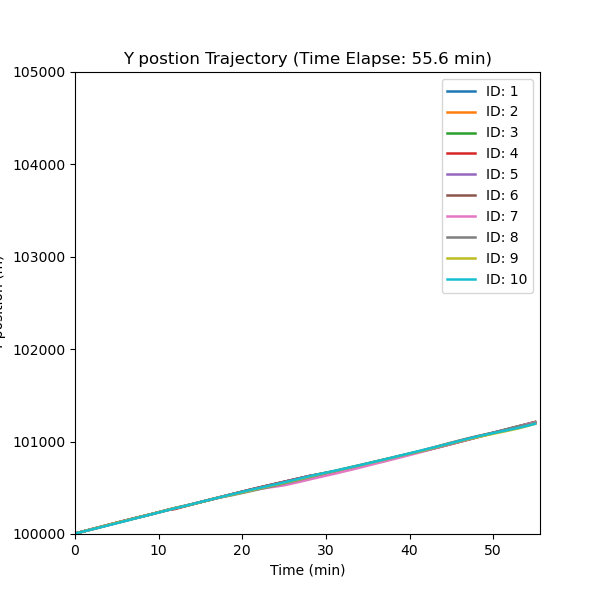 Y postion Trajectory (Time Elapse: 55.6 min)
105000
104000
103000
102000
101000
100000
0 10 20 30 40 50
Time (min)
ID: 1
ID: 2
ID: 3
ID: 4
ID: 5
ID: 6
ID: 7
ID: 8
ID: 9
ID: 10